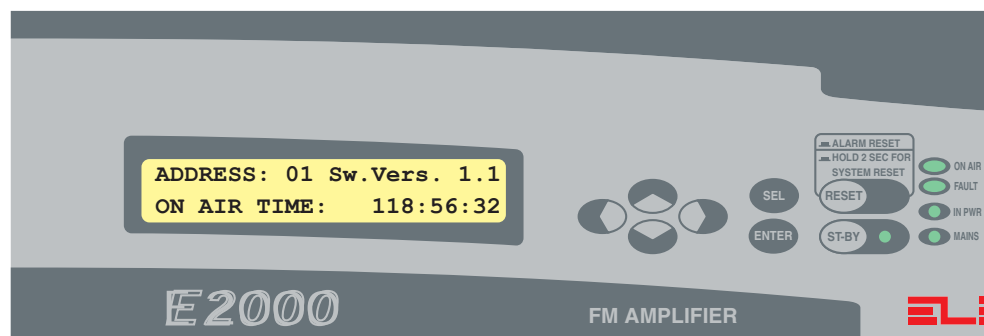 ADDRESS: 01 Sw.Vers. 1.1
ON AIR TIME: 118:56:32
ALARM RESET
HOLD 2 SEC FOR
SYSTEM RESET
RESET
ST-BY
SEL
ENTER
ON AIR
FAULT
IN PWR
MAINS
E2000
FM AMPLIFIER